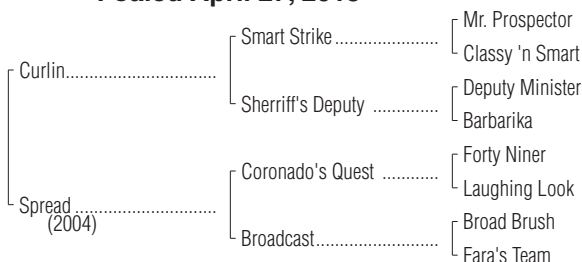 Foaled April 27,
Mr. Prospector
Smart Strike ......................
Classy 'n Smart
Curlin................................
Deputy Minister
Sherriff's Deputy ..............
Barbarika
Forty Niner
Coronado's Quest ............
Laughing Look
Spread ..............................
(2004)
Broad Brush
Broadcast..........................
Fara's Team